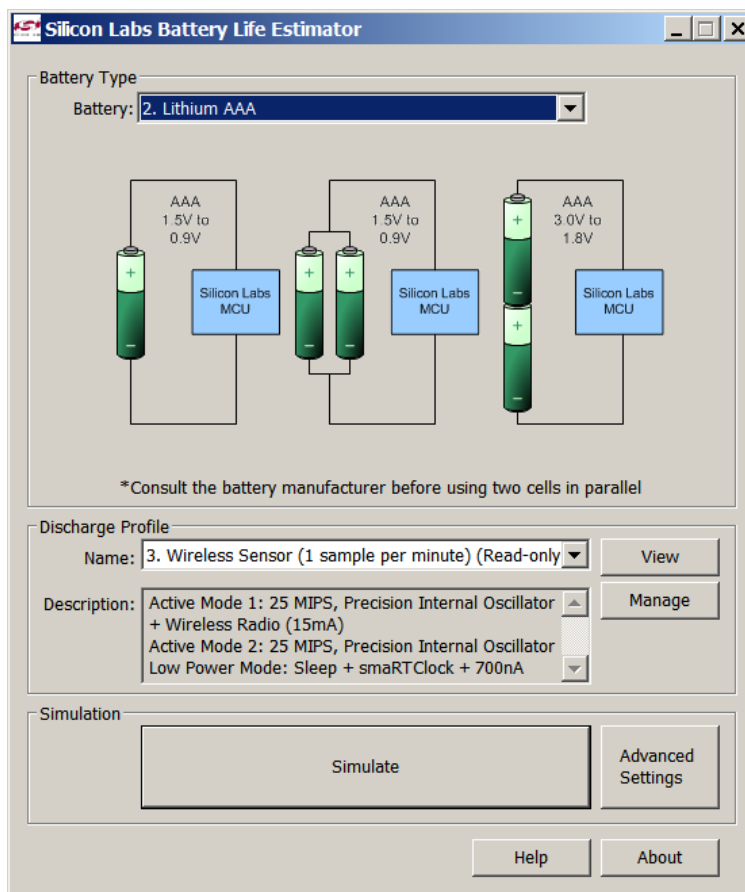 Silicon Labs Battery Life Estimator
Battery Type
Battery: 2. Lithium AAA
AAA
1.5V to
0.9V
+
−
Silicon Labs
MCU
AAA
1.5V to
0.9V
+ +
− −
Silicon Labs
MCU
AAA
3.0V to
1.8V
+
−
+
−
Silicon Labs
MCU
*Consult the battery manufacturer before using two cells in parallel
Discharge Profile
Name: 3. Wireless Sensor (1 sample per minute) (Read-only
View
Description: Active Mode 1: 25 MIPS, Precision Internal Oscillator
+ Wireless Radio (15mA)
Active Mode 2: 25 MIPS, Precision Internal Oscillator
Low Power Mode: Sleep + smaRTClock + 700nA
Manage
Simulation
Simulate
Advanced
Settings
Help
About